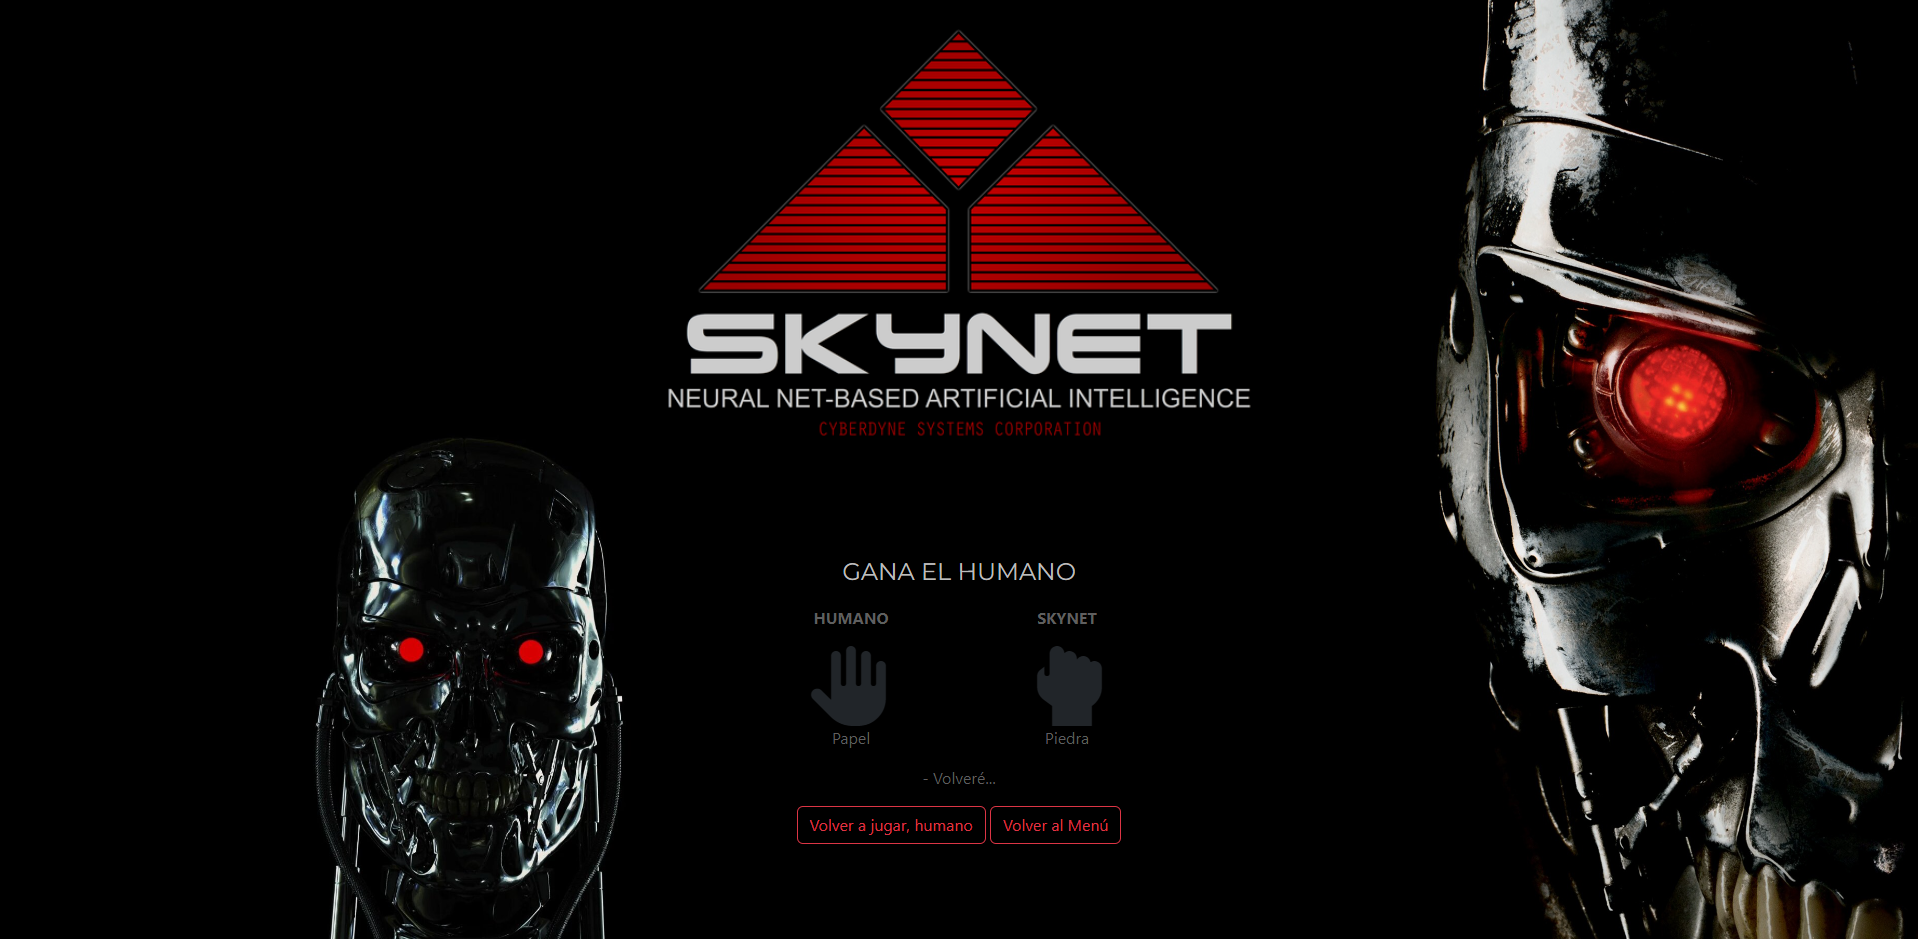 SKYNET
NEURAL NET-BASED ARTIFICIAL INTELLIGENCE
CYBERDYNE SYSTEMS CORPORATION
GANA EL HUMANO
HUMANO SKYNET
Papel Piedra
- Volveré...
Volver a jugar, humano Volver al Menú